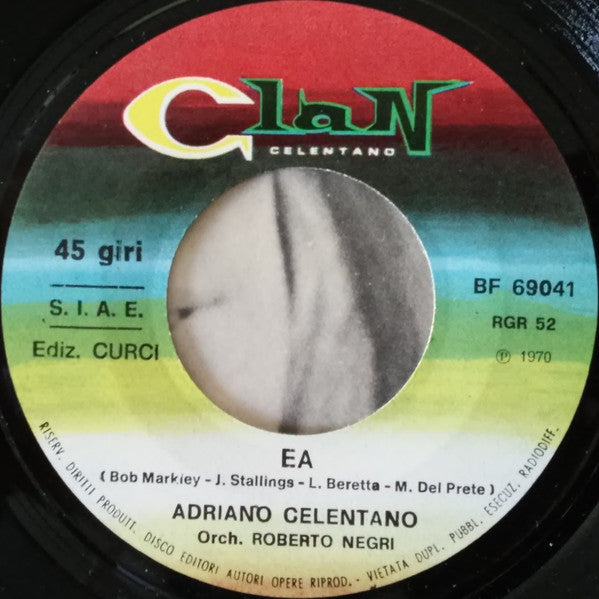 Clan
CELENTANO
45 giri
S. I. A. E.
Ediz. CURCI
BF 69041
RGR 52
℗ 1970
EA
( Bob Markiey - J. Stallings - L. Beretta - M. Del Prete )
ADRIANO CELENTANO
Orch. ROBERTO NEGRI
RISERV. DIRITTI PRODUTT. DISCO EDITORI AUTORI OPERE RIPROD. - VIETATA DUPL. PUBBL. ESECUZ. RADIODIFF.